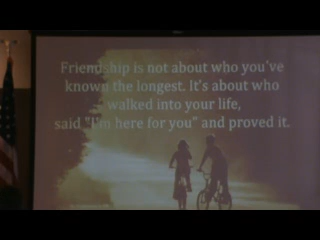 Friendship is not about who you've
known the longest. It's about who
walked into your life,
said "I'm here for you" and proved it.